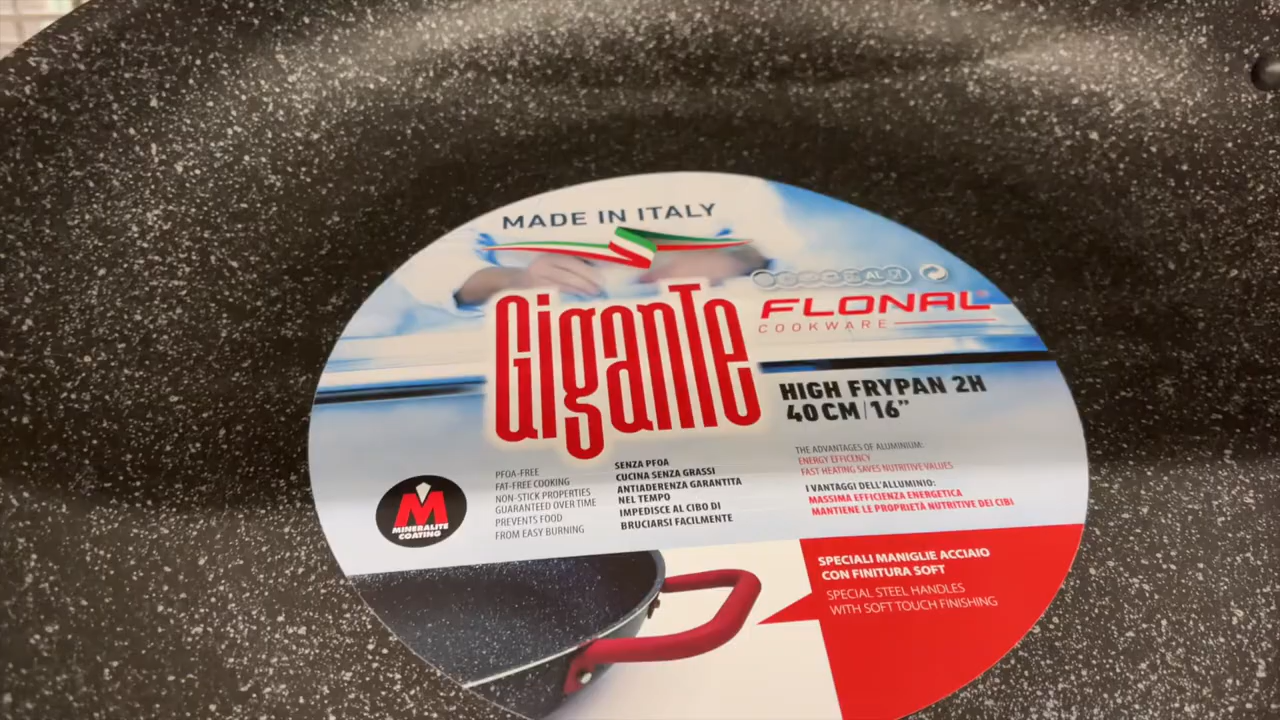 MADE IN ITALY
AL
GiganTe
FLONAL
COOKWARE
HIGH FRYPAN 2H
40 CM | 16"
PFOA-FREE
FAT-FREE COOKING
NON-STICK PROPERTIES
GUARANTEED OVER TIME
PREVENTS FOOD
FROM EASY BURNING
SENZA PFOA
CUCINA SENZA GRASSI
ANTIADERENZA GARANTITA
NEL TEMPO
IMPEDISCE AL CIBO DI
BRUCIARSI FACILMENTE
THE ADVANTAGES OF ALUMINIUM:
ENERGY EFFICENCY
FAST HEATING SAVES NUTRITIVE VALUES
I VANTAGGI DELL'ALLUMINIO:
MASSIMA EFFICIENZA ENERGETICA
MANTIENE LE PROPRIETÀ NUTRITIVE DEI CIBI
M
MINERALITE
COATING
SPECIALI MANIGLIE ACCIAIO
CON FINITURA SOFT
SPECIAL STEEL HANDLES
WITH SOFT TOUCH FINISHING